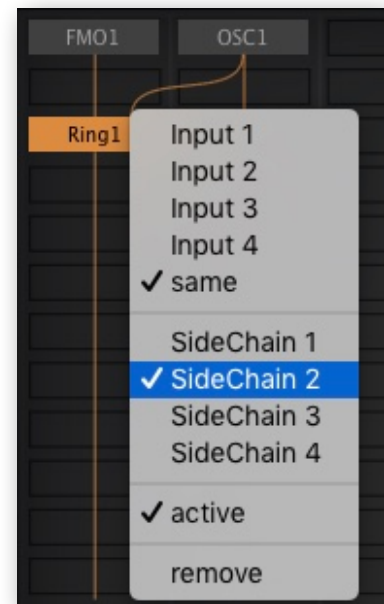 FMO1 OSC1
Ring1
Input 1
Input 2
Input 3
Input 4
✓ same
SideChain 1
✓ SideChain 2
SideChain 3
SideChain 4
✓ active
remove